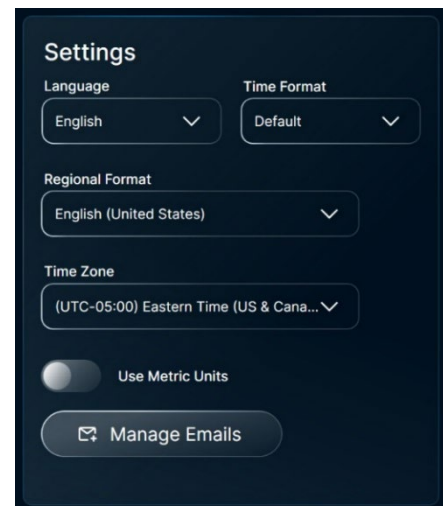 Settings
Language
Time Format
English
Default
Regional Format
English (United States)
Time Zone
(UTC-05:00) Eastern Time (US & Cana...
Use Metric Units
Manage Emails